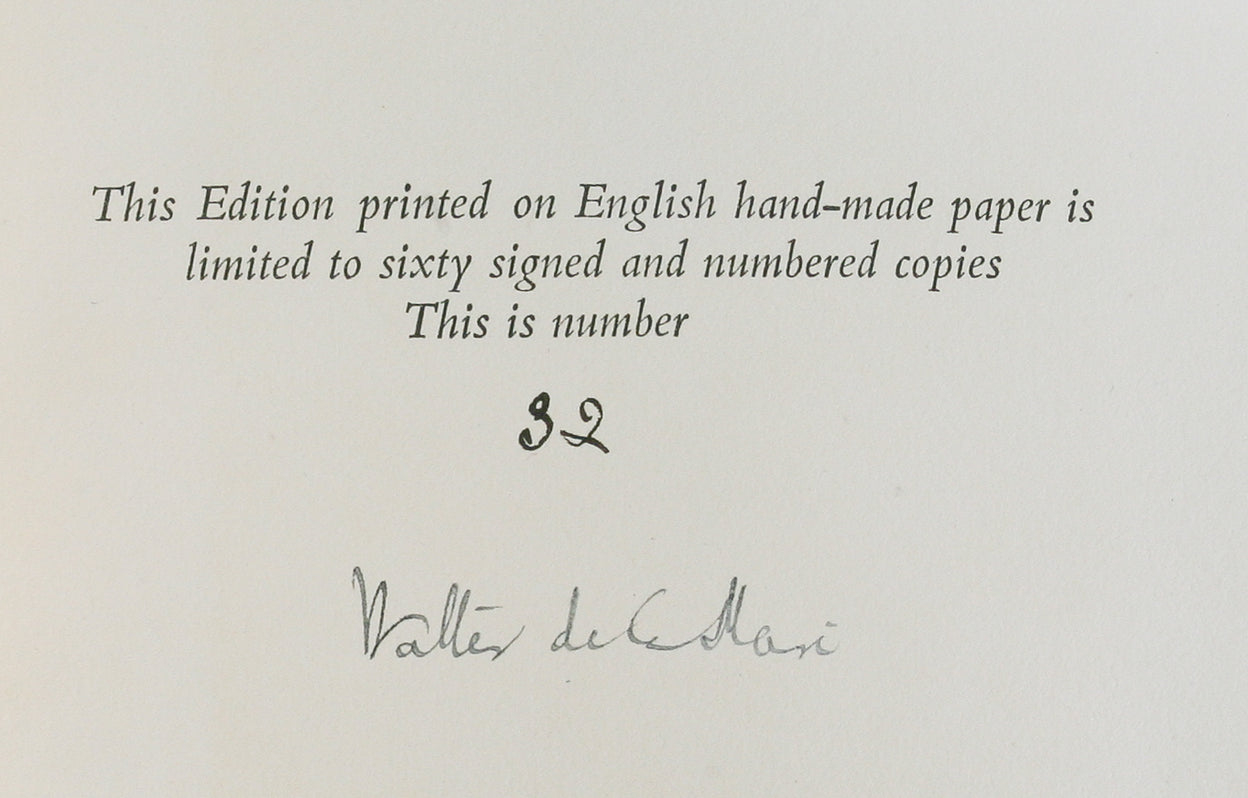 This Edition printed on English hand-made paper is
limited to sixty signed and numbered copies
This is number
32
Walter de la Mare